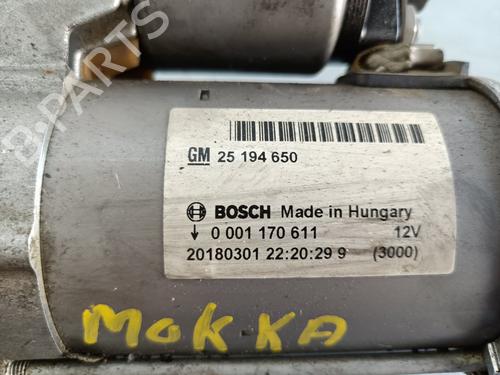 B-PARTS
GM 25 194 650
BOSCH Made in Hungary
0 001 170 611 12V
20180301 22:20:29 9 (3000)
MOKKA